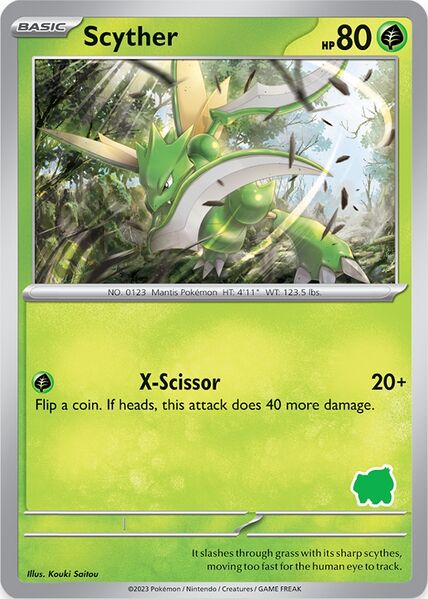 BASIC
Scyther HP 80
NO. 0123 Mantis Pokémon HT: 4'11" WT: 123.5 lbs.
X-Scissor 20+
Flip a coin. If heads, this attack does 40 more damage.
It slashes through grass with its sharp scythes,
moving too fast for the human eye to track.
Illus. Kouki Saitou
©2023 Pokémon / Nintendo / Creatures / GAME FREAK